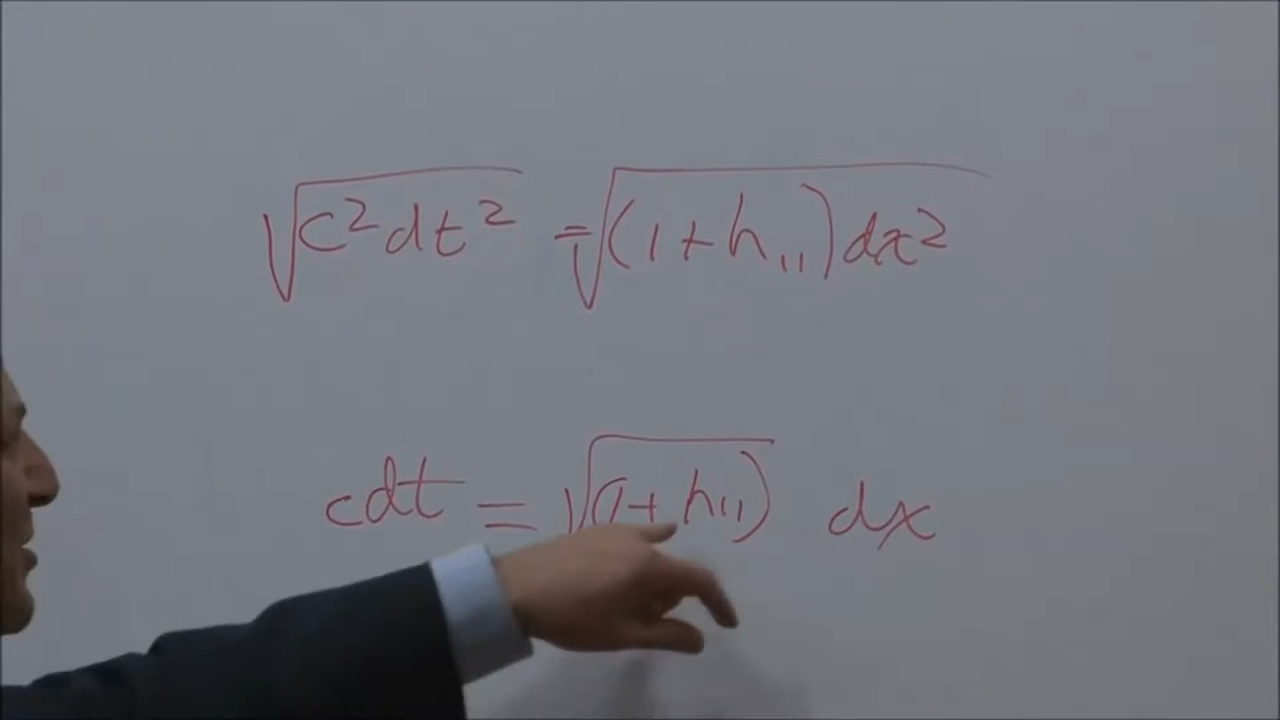 √(c²dt²) = √((1+h₁₁)dx²)
cdt = √((1+h₁₁)) dx